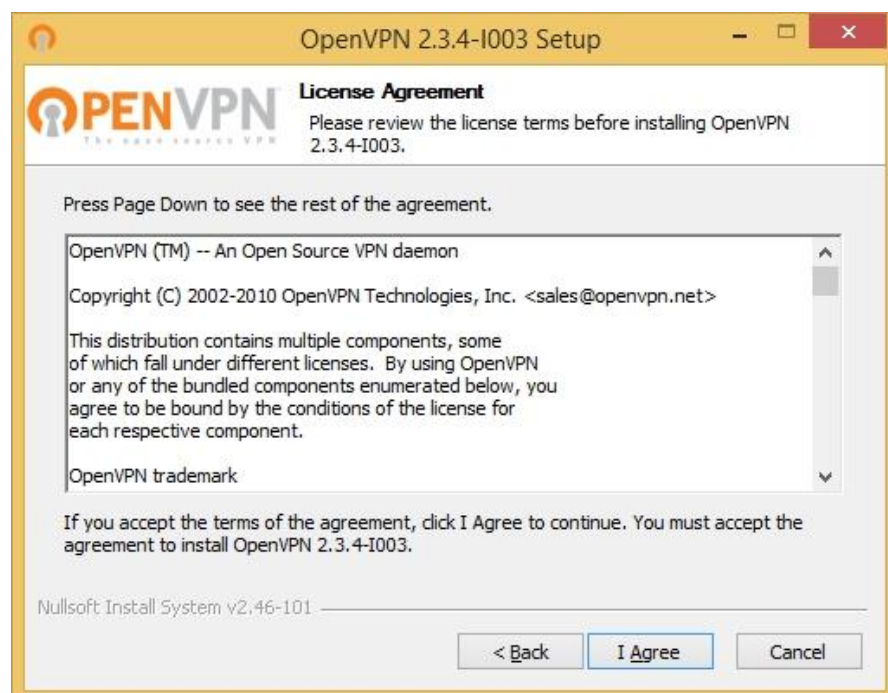 OpenVPN 2.3.4-I003 Setup
OPENVPN
The open source VPN
License Agreement
Please review the license terms before installing OpenVPN
2.3.4-I003.
Press Page Down to see the rest of the agreement.
OpenVPN (TM) -- An Open Source VPN daemon
Copyright (C) 2002-2010 OpenVPN Technologies, Inc. <sales@openvpn.net>
This distribution contains multiple components, some
of which fall under different licenses.  By using OpenVPN
or any of the bundled components enumerated below, you
agree to be bound by the conditions of the license for
each respective component.
OpenVPN trademark
If you accept the terms of the agreement, click I Agree to continue. You must accept the
agreement to install OpenVPN 2.3.4-I003.
Nullsoft Install System v2.46-101
< Back
I Agree
Cancel